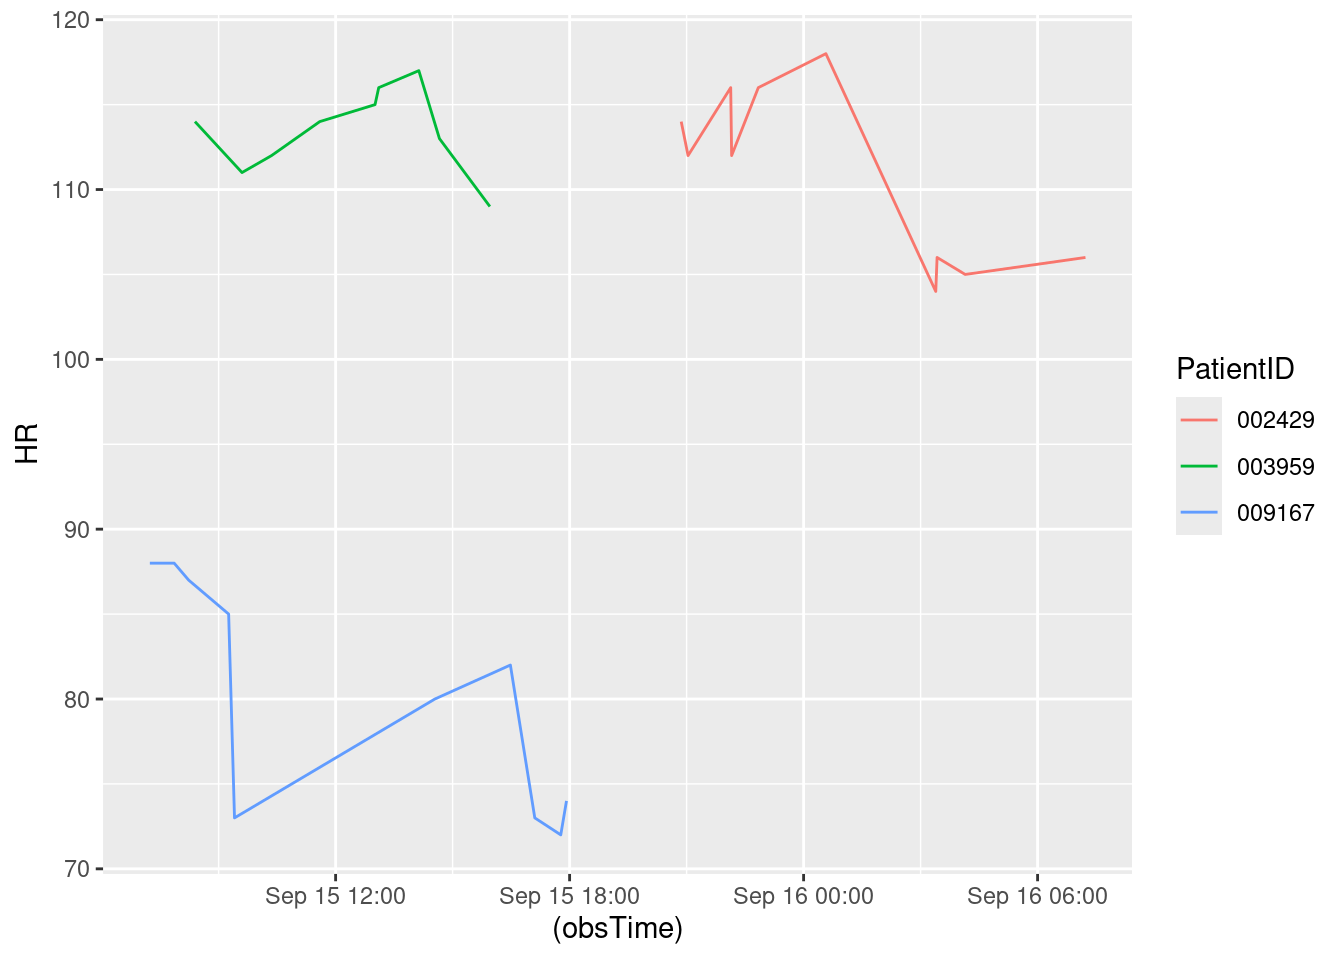 120
110
100
90
80
70
HR
Sep 15 12:00
Sep 15 18:00
Sep 16 00:00
Sep 16 06:00
(obsTime)
PatientID
002429
003959
009167